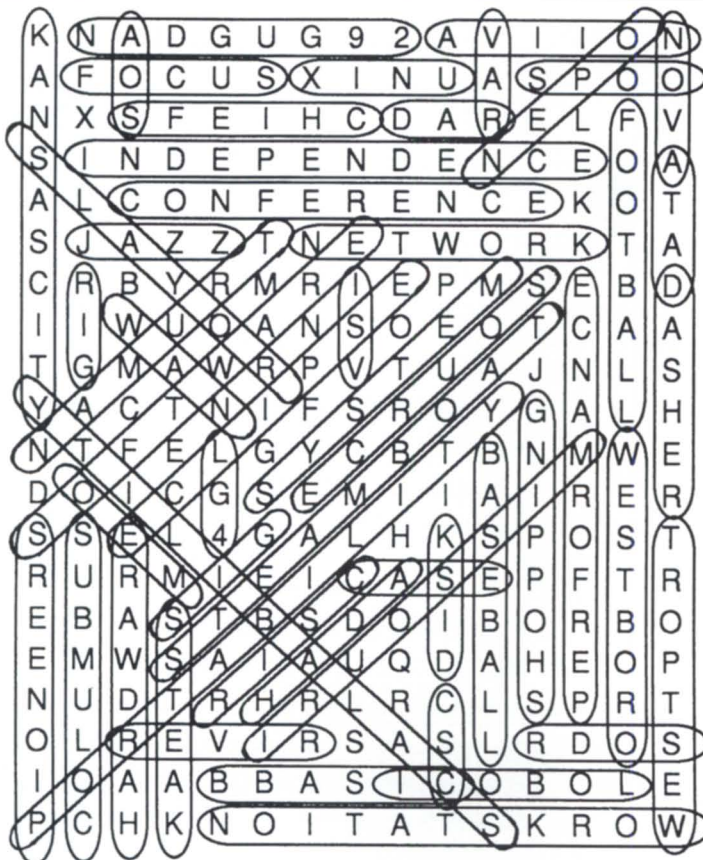 K N A D G U G 9 2 A V I I O N
A F O C U S X I N U A S P O O
N X S F E I H C D A R E L F V
S I N D E P E N D E N C E O A
A L C O N F E R E N C E K O T
S J A Z Z T N E T W O R K T A
C R B Y R M R I E P M S E B D
I I W U O A N S O E O T C A A
T G M A W R P V T U A J N L S
Y A C T N I F S R O Y G A L H
N T F E L G Y C B T B N M W E
D O I C G S E M I I A I R E R
S S E L 4 G A L H K S P O S T
R U R M I E I C A S E P F T R
E B A S T B S D O I B O R B O
E M W S A I A U Q D A H E O P
N U D T R H R L R C L S P R T
O L R E V I R S A S L R D O S
I O A A B B A S I C O B O L E
P C H K N O I T A T S K R O W